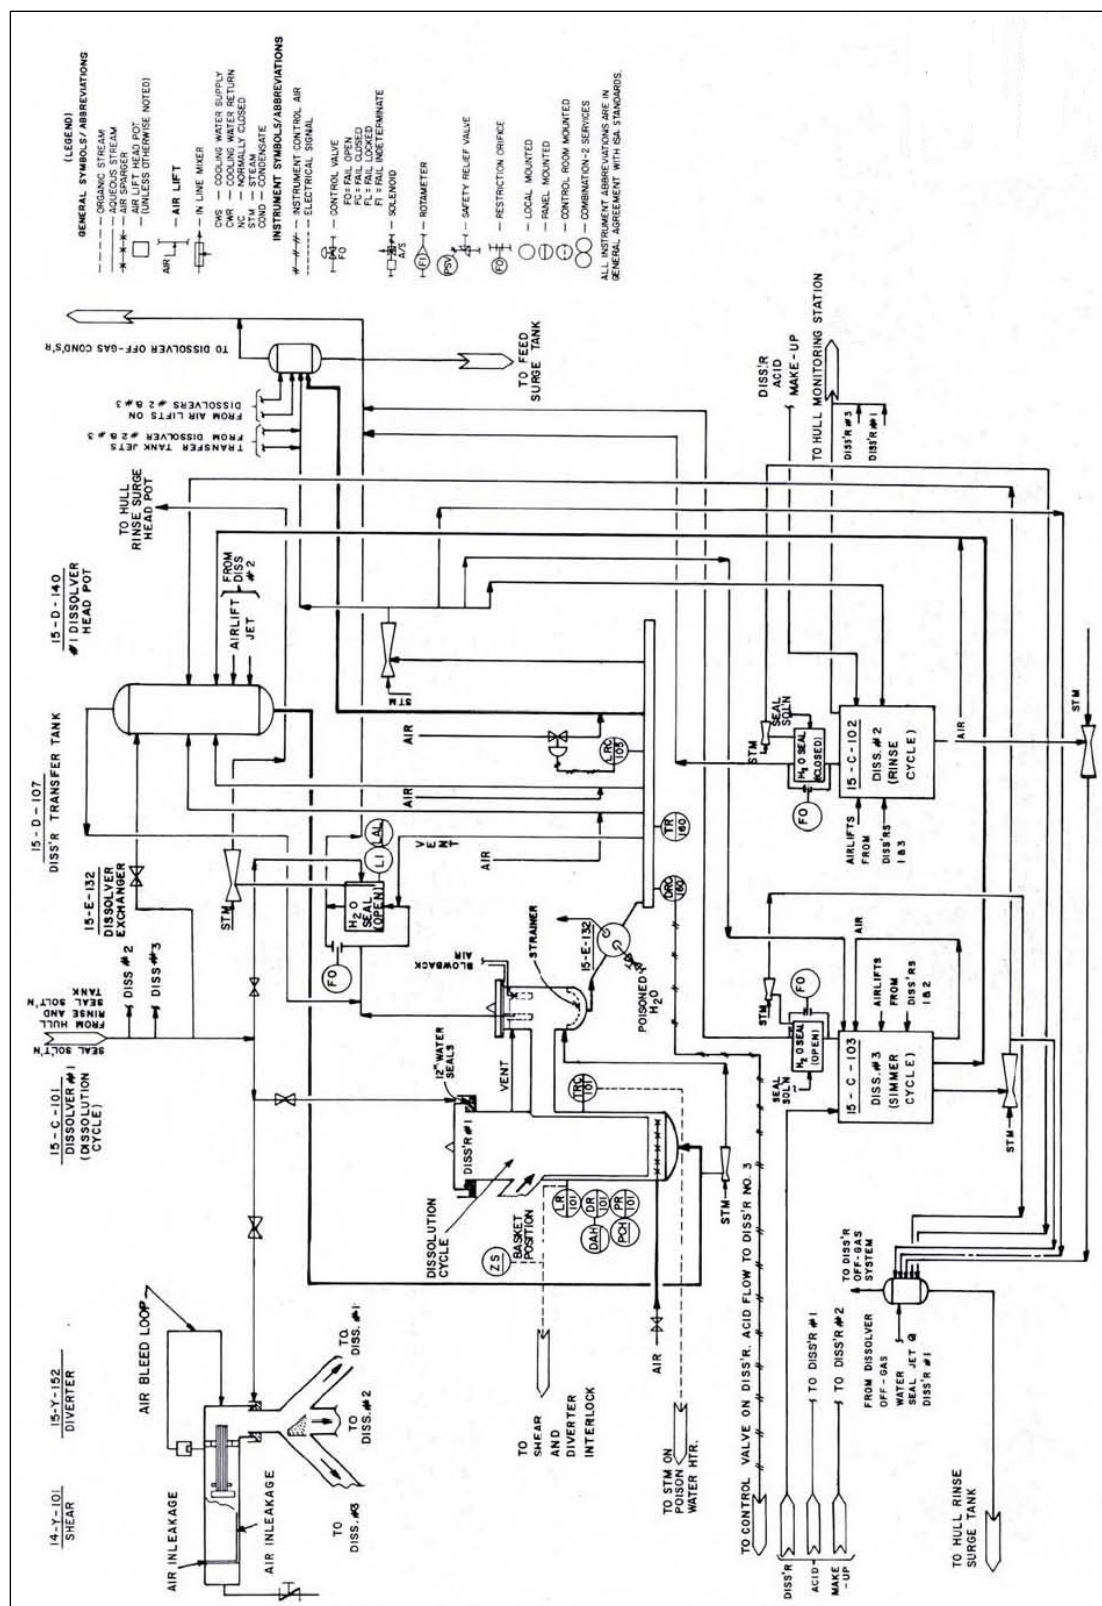 14-Y-101
SHEAR
15-Y-152
DIVERTER
15-C-101
DISSOLVER #1
(DISSOLUTION
CYCLE)
15-E-132
DISSOLVER
EXCHANGER
15-D-107
DISS'R TRANSFER TANK
15-D-140
#1 DISSOLVER
HEAD POT
(LEGEND)
GENERAL SYMBOLS/ABBREVIATIONS
ORGANIC STREAM
AQUEOUS STREAM
AIR SPARGER
AIR LIFT HEAD POT
(UNLESS OTHERWISE NOTED)
AIR
AIR LIFT
IN LINE MIXER
CWS — COOLING WATER SUPPLY
CWR — COOLING WATER RETURN
NC — NORMALLY CLOSED
STM — STEAM
COND — CONDENSATE
INSTRUMENT SYMBOLS/ABBREVIATIONS
INSTRUMENT CONTROL AIR
ELECTRICAL SIGNAL
CONTROL VALVE
FO
FO = FAIL OPEN
FC = FAIL CLOSED
FL = FAIL LOCKED
FI = FAIL INDETERMINATE
SOLENOID
A/S
FI
ROTAMETER
PSV
SAFETY RELIEF VALVE
FO
RESTRICTION ORIFICE
LOCAL MOUNTED
PANEL MOUNTED
CONTROL ROOM MOUNTED
COMBINATION-2 SERVICES
ALL INSTRUMENT ABBREVIATIONS ARE IN
GENERAL AGREEMENT WITH ISA STANDARDS.
AIR INLEAKAGE
AIR INLEAKAGE
AIR BLEED LOOP
TO
DISS.#3
TO
DISS.#2
TO
DISS.#1
SEAL SOLT'N
FROM HULL
RINSE AND
SEAL SOLT'N
TANK
DISS #2
DISS #3
STM
AIRLIFT
JET
FROM
DISS
#2
TO HULL
RINSE SURGE
HEAD POT
TRANSFER TANK JETS
FROM DISSOLVER #2 & #3
FROM AIR LIFTS ON
DISSOLVERS #2 & #3
TO DISSOLVER OFF-GAS COND'S'R
TO FEED
SURGE TANK
FO
H₂O
SEAL
(OPEN)
LI
LAL
VENT
AIR
AIR
AIR
STM
LRC
105
TR
160
DRC
160
12" WATER
SEALS
VENT
BLOWBACK
AIR
STRAINER
15-E-132
POISONED
H₂O
DISS'R #1
DISSOLUTION
CYCLE
BASKET
POSITION
ZS
LR
101
DR
101
DAH
PR
101
PCH
TRC
101
STM
AIR
TO
SHEAR
AND
DIVERTER
INTERLOCK
TO STM ON
POISON
WATER HTR.
TO CONTROL VALVE ON DISS'R. ACID FLOW TO DISS'R NO. 3
DISS'R
ACID
MAKE
-UP
TO DISS'R #1
TO DISS'R #2
SEAL
SOL'N
STM
H₂O SEAL
(OPEN)
FO
15-C-103
DISS. #3
(SIMMER
CYCLE)
AIR
AIRLIFTS
FROM
DISS'RS
1 & 2
STM
STM
SEAL
SOL'N
H₂O SEAL
(CLOSED)
FO
15-C-102
DISS. #2
(RINSE
CYCLE)
AIRLIFTS
FROM
DISS'RS
1 & 3
AIR
STM
DISS'R
ACID
MAKE-UP
TO HULL MONITORING STATION
DISS'R #3
DISS'R #1
TO DISS'R
OFF-GAS
SYSTEM
FROM DISSOLVER
OFF-GAS
WATER
SEAL JET @
DISS'R #1
TO HULL RINSE
SURGE TANK